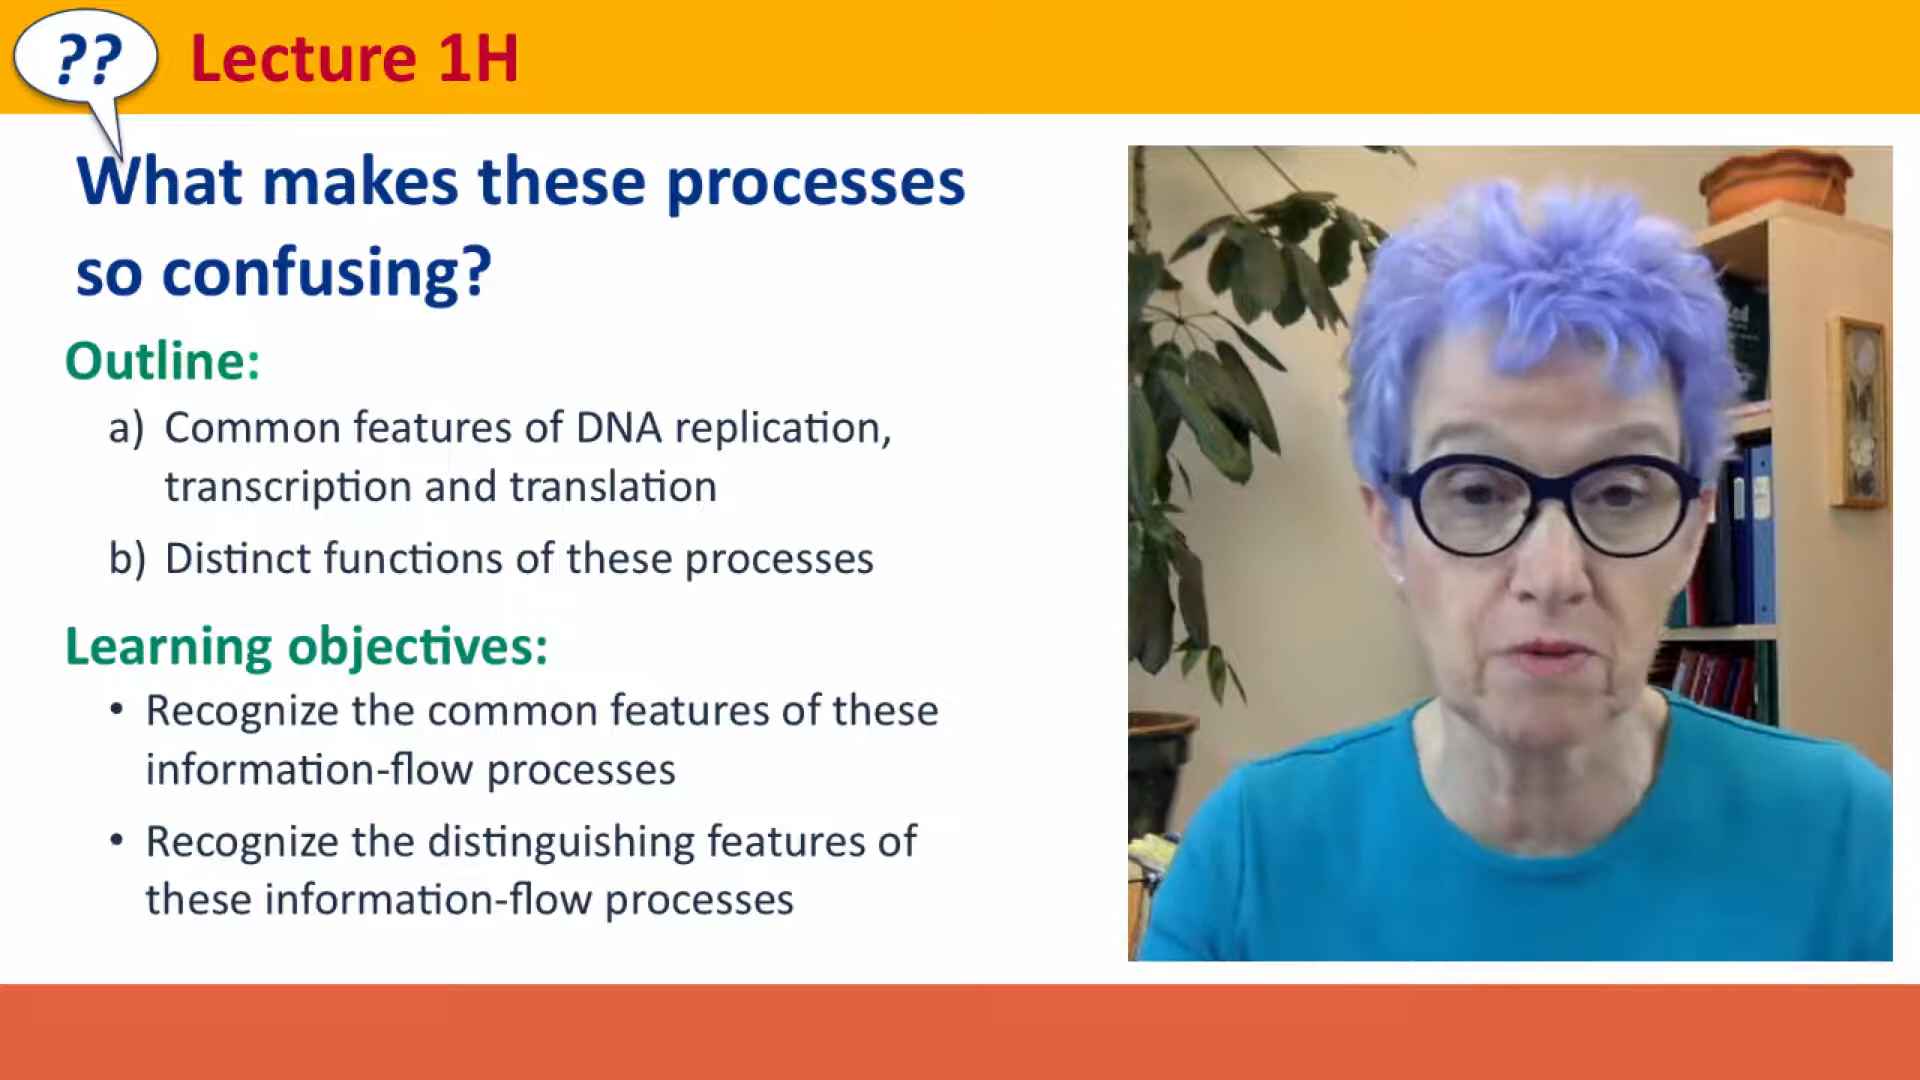 ??
Lecture 1H
What makes these processes
so confusing?
Outline:
a) Common features of DNA replication,
transcription and translation
b) Distinct functions of these processes
Learning objectives:
• Recognize the common features of these
information-flow processes
• Recognize the distinguishing features of
these information-flow processes